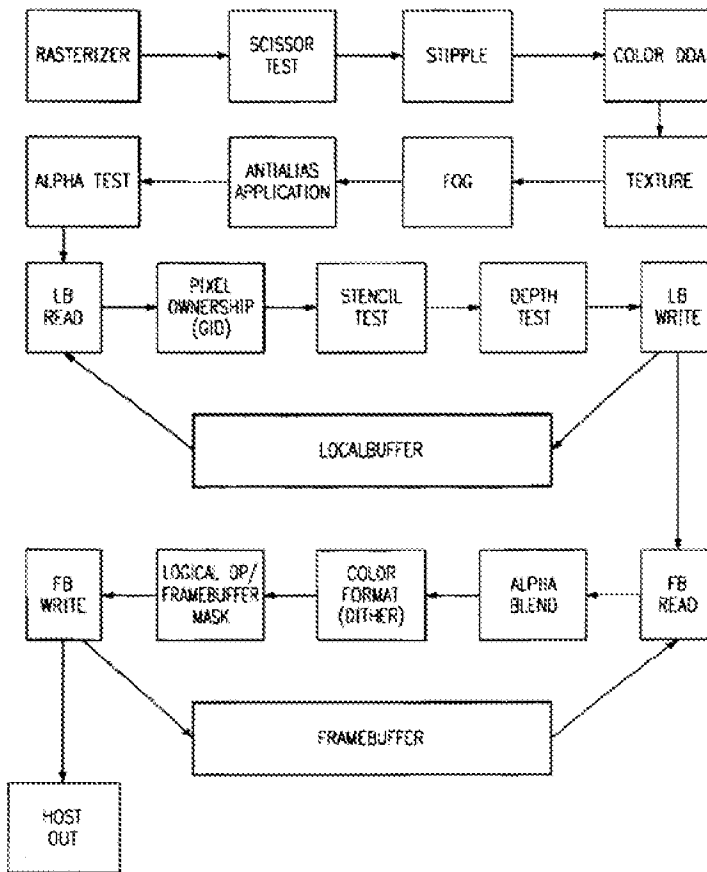 RASTERIZER
SCISSOR
TEST
STIPPLE
COLOR DDA
ALPHA TEST
ANTIALIAS
APPLICATION
FOG
TEXTURE
LB
READ
PIXEL
OWNERSHIP
(GID)
STENCIL
TEST
DEPTH
TEST
LB
WRITE
LOCALBUFFER
FB
WRITE
LOGICAL OP/
FRAMEBUFFER
MASK
COLOR
FORMAT
(DITHER)
ALPHA
BLEND
FB
READ
FRAMEBUFFER
HOST
OUT